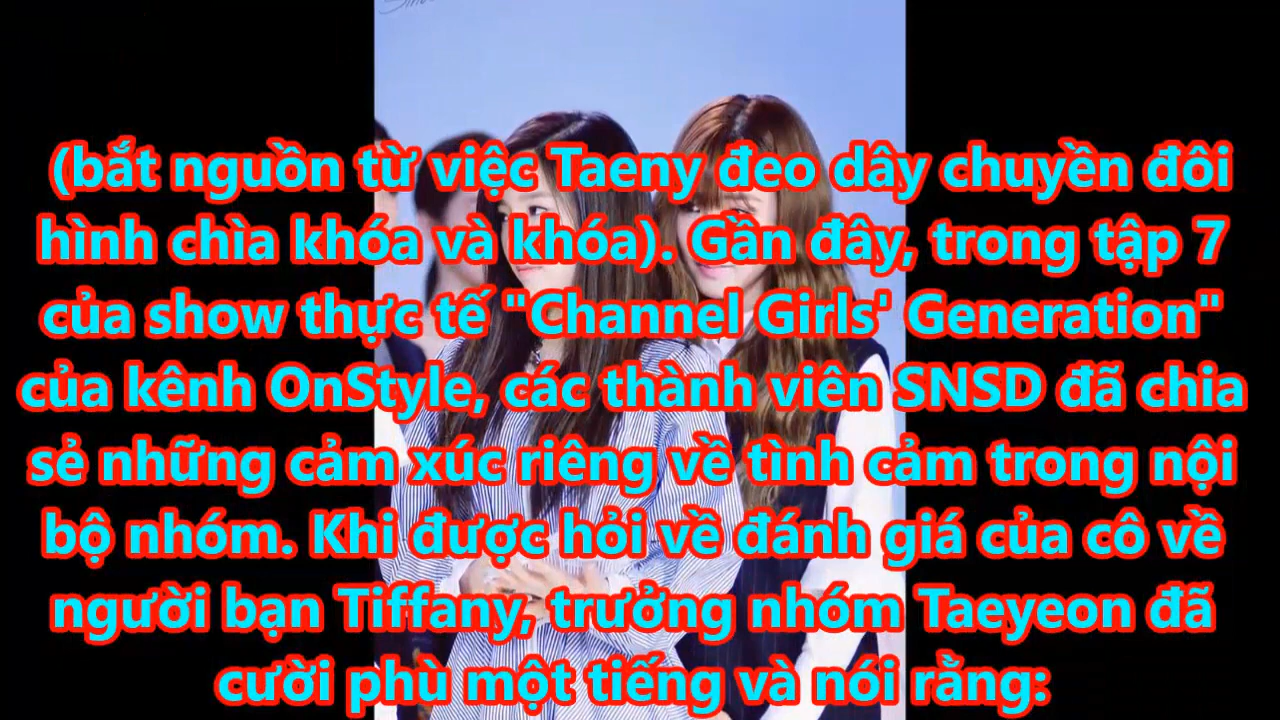 (bắt nguồn từ việc Taeny đeo dây chuyền đôi
hình chìa khóa và khóa). Gần đây, trong tập 7
của show thực tế "Channel Girls' Generation"
của kênh OnStyle, các thành viên SNSD đã chia
sẻ những cảm xúc riêng về tình cảm trong nội
bộ nhóm. Khi được hỏi về đánh giá của cô về
người bạn Tiffany, trưởng nhóm Taeyeon đã
cười phù một tiếng và nói rằng: